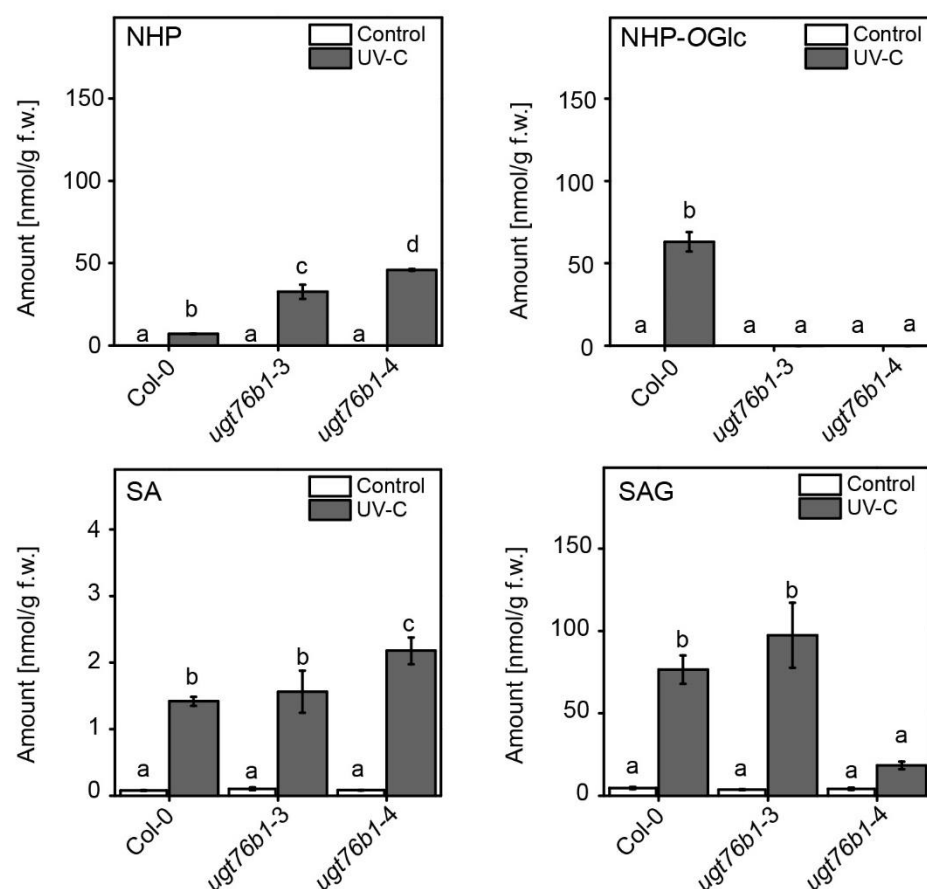 NHP
Control
UV-C
Amount [nmol/g f.w.]
150
100
50
0
a
b
a
c
a
d
Col-0
ugt76b1-3
ugt76b1-4
NHP-OGlc
Control
UV-C
Amount [nmol/g f.w.]
150
100
50
0
a
b
a
a
a
a
Col-0
ugt76b1-3
ugt76b1-4
SA
Control
UV-C
Amount [nmol/g f.w.]
4
3
2
1
0
a
b
a
b
a
c
Col-0
ugt76b1-3
ugt76b1-4
SAG
Control
UV-C
Amount [nmol/g f.w.]
150
100
50
0
a
b
a
b
a
a
Col-0
ugt76b1-3
ugt76b1-4